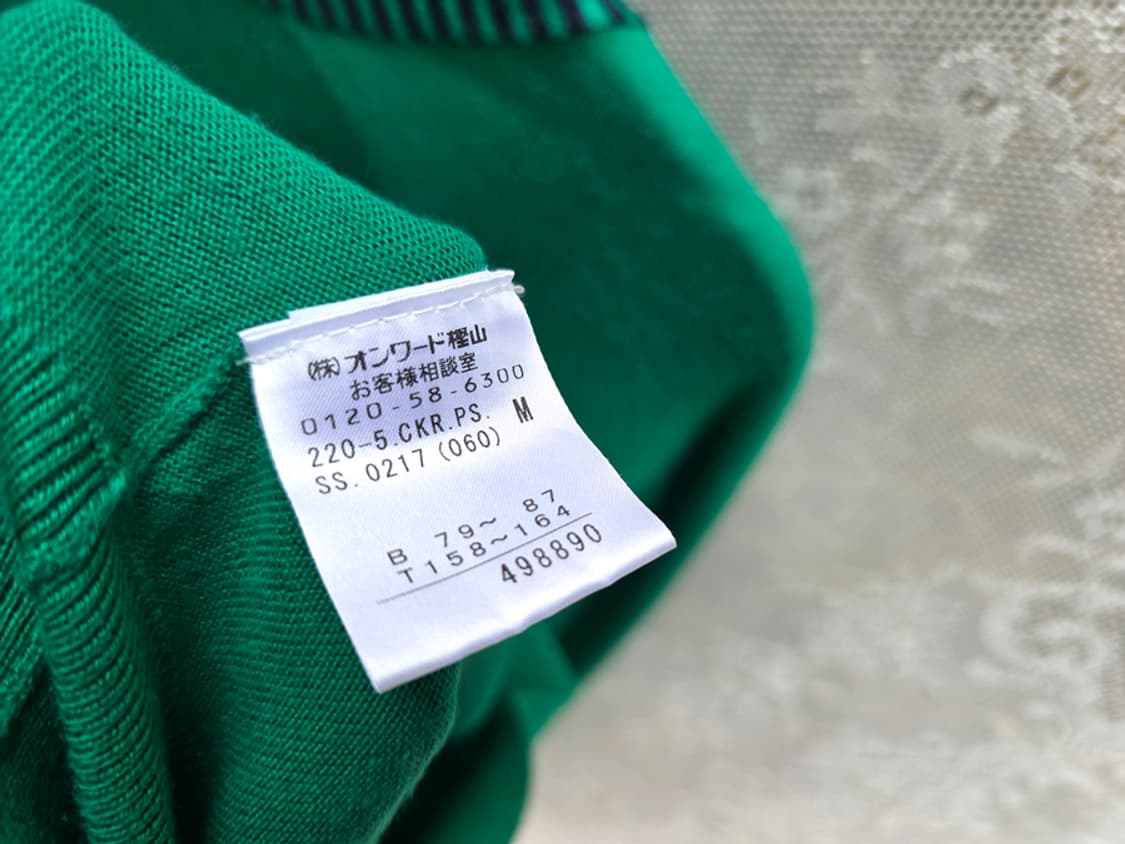 (株)オンワード樫山
お客様相談室
0120-58-6300
220-5.CKR.PS. M
SS.0217(060)
B 79~ 87
T158~164
498890